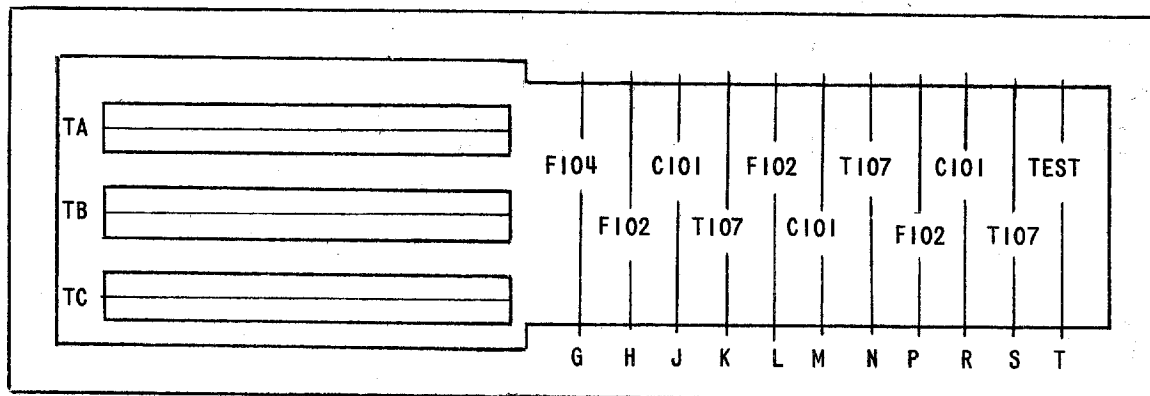 TA
TB
TC
F104 C101 F102 T107 C101 TEST
F102 T107 C101 F102 T107
G H J K L M N P R S T